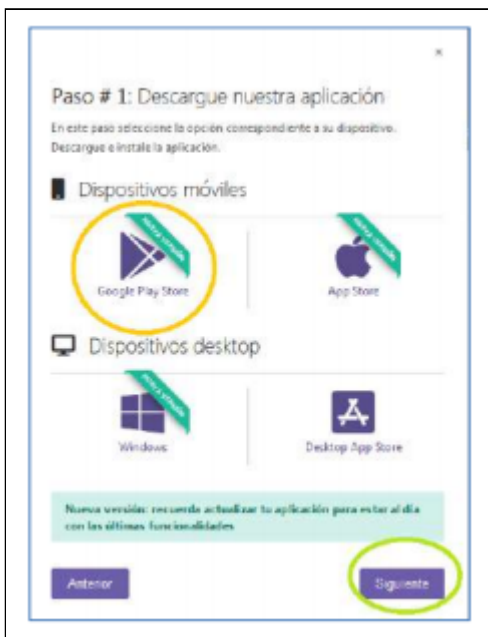 ×
Paso # 1: Descargue nuestra aplicación
En este paso seleccione la opción correspondiente a su dispositivo.
Descargue e instale la aplicación.
Dispositivos móviles
Google Play Store
App Store
Dispositivos desktop
Windows
Desktop App Store
Nueva versión: recuerda actualizar tu aplicación para estar al día
con las últimas funcionalidades
Anterior
Siguiente